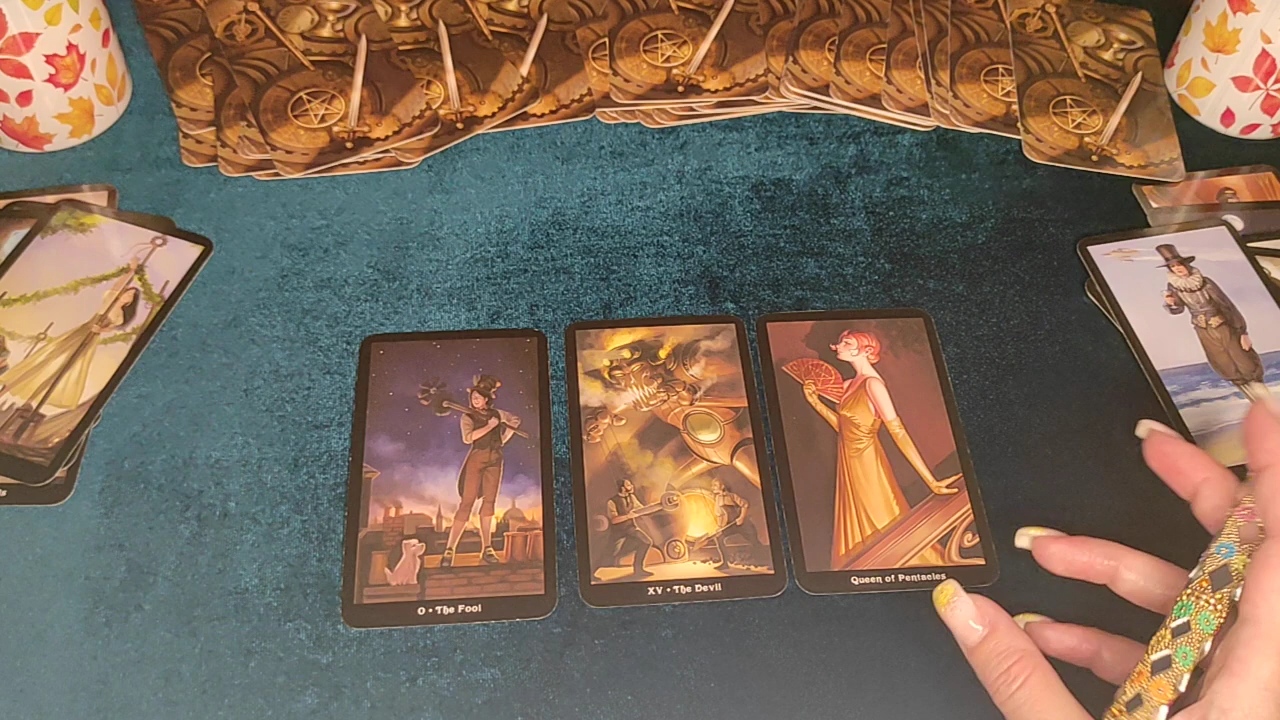 0 • The Fool
XV • The Devil
Queen of Pentacles